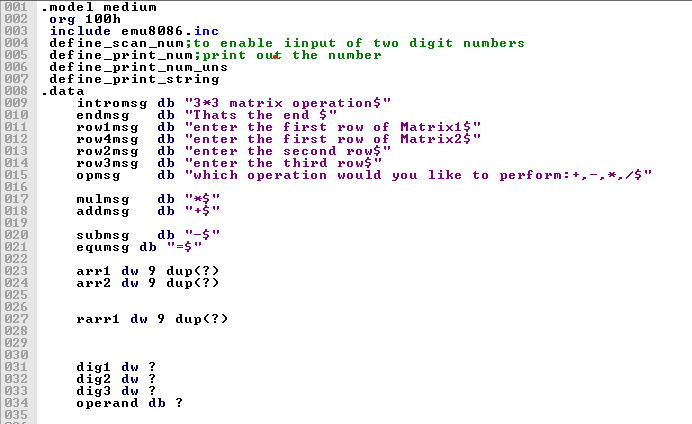 001 .model medium
002 org 100h
003 include emu8086.inc
004 define_scan_num;to enable iinput of two digit numbers
005 define_print_num;print out the number
006 define_print_num_uns
007 define_print_string
008 .data
009 intromsg db "3*3 matrix operation$"
010 endmsg db "Thats the end $"
011 row1msg db "enter the first row of Matrix1$"
012 row4msg db "enter the first row of Matrix2$"
013 row2msg db "enter the second row$"
014 row3msg db "enter the third row$"
015 opmsg db "which operation would you like to perform:+,-,*,/$"
016
017 mulmsg db "*$"
018 addmsg db "+$"
019
020 submsg db "-$"
021 equmsg db "=$"
022
023 arr1 dw 9 dup(?)
024 arr2 dw 9 dup(?)
025
026
027 rarr1 dw 9 dup(?)
028
029
030
031 dig1 dw ?
032 dig2 dw ?
033 dig3 dw ?
034 operand db ?
035